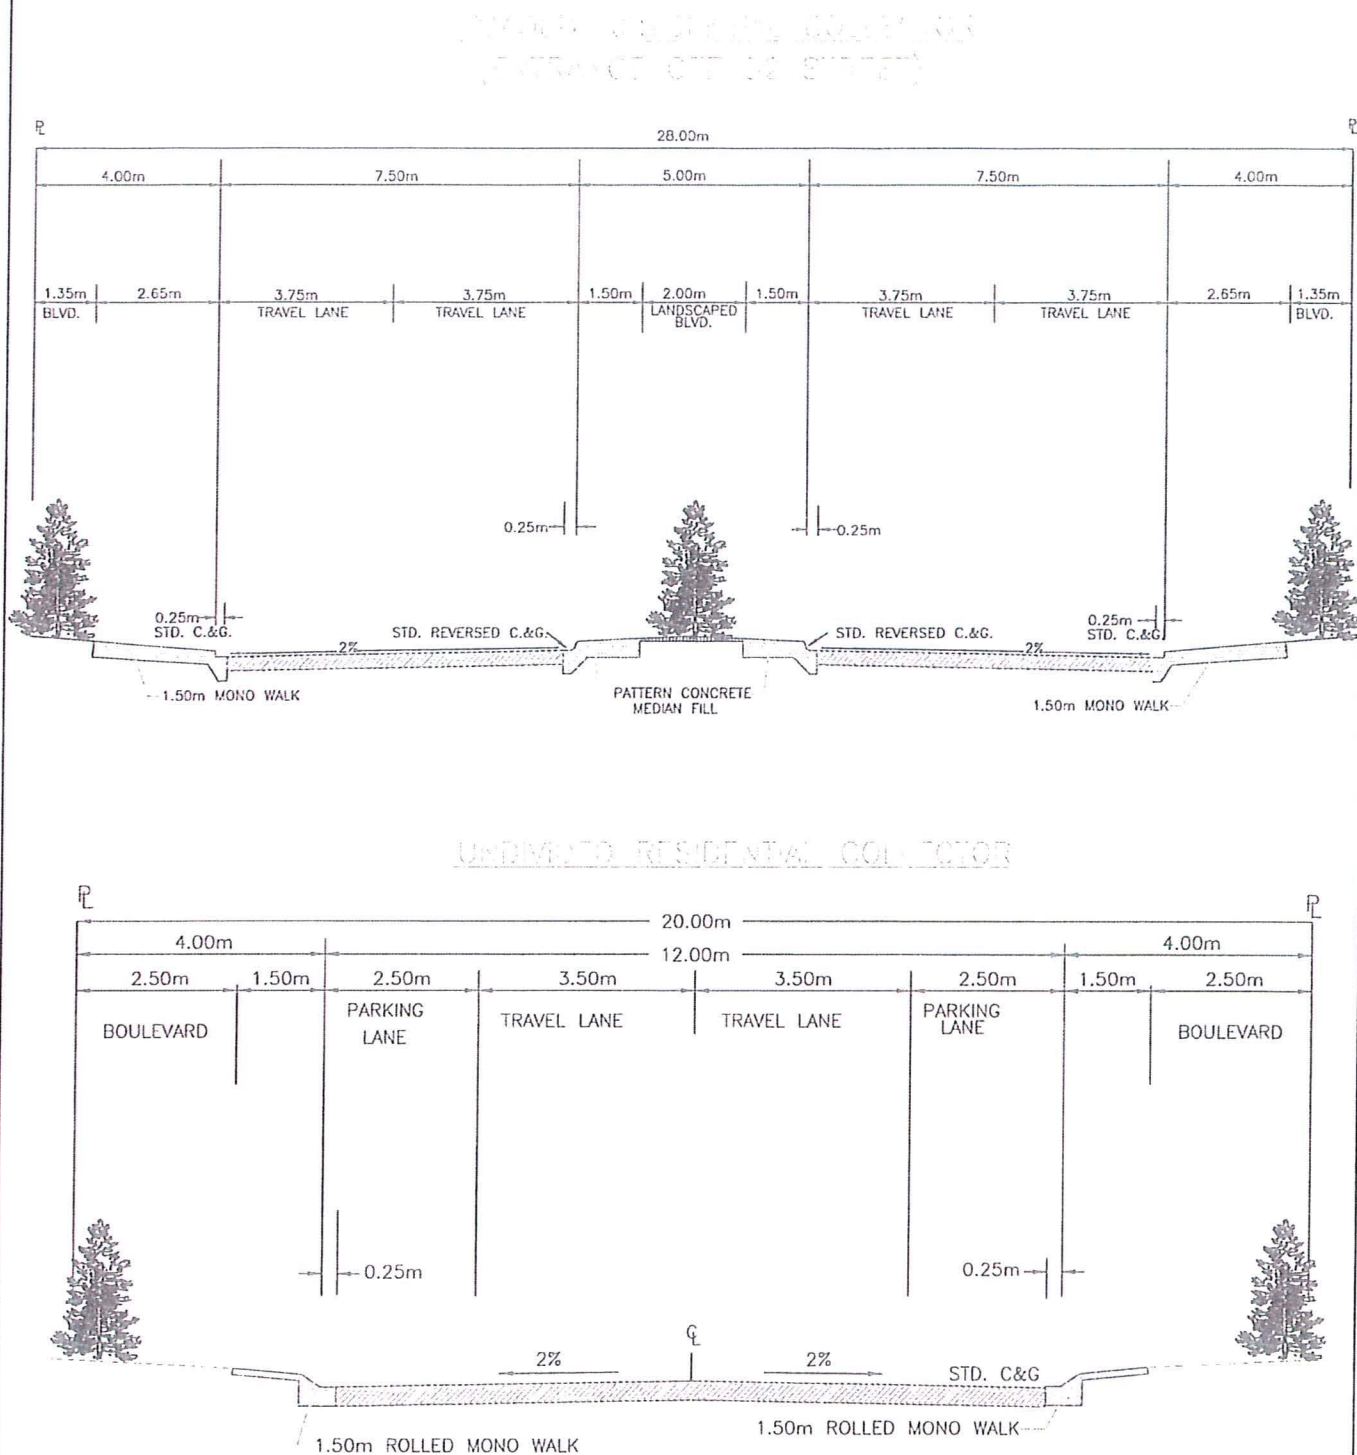 ℄
28.00m
℄
4.00m 7.50m 5.00m 7.50m 4.00m
1.35m 2.65m 3.75m 3.75m 1.50m 2.00m 1.50m 3.75m 3.75m 2.65m 1.35m
BLVD. TRAVEL LANE TRAVEL LANE LANDSCAPED TRAVEL LANE TRAVEL LANE BLVD.
BLVD.
0.25m 0.25m
0.25m 0.25m
STD. C.&G. STD. REVERSED C.&G. STD. REVERSED C.&G. STD. C.&G
2% 2%
1.50m MONO WALK PATTERN CONCRETE 1.50m MONO WALK
MEDIAN FILL
RESIDENTIAL
PL PL
20.00m
4.00m 12.00m 4.00m
2.50m 1.50m 2.50m 3.50m 3.50m 2.50m 1.50m 2.50m
BOULEVARD PARKING TRAVEL LANE TRAVEL LANE PARKING BOULEVARD
LANE LANE
0.25m 0.25m
CL
2% 2% STD. C&G
1.50m ROLLED MONO WALK
1.50m ROLLED MONO WALK